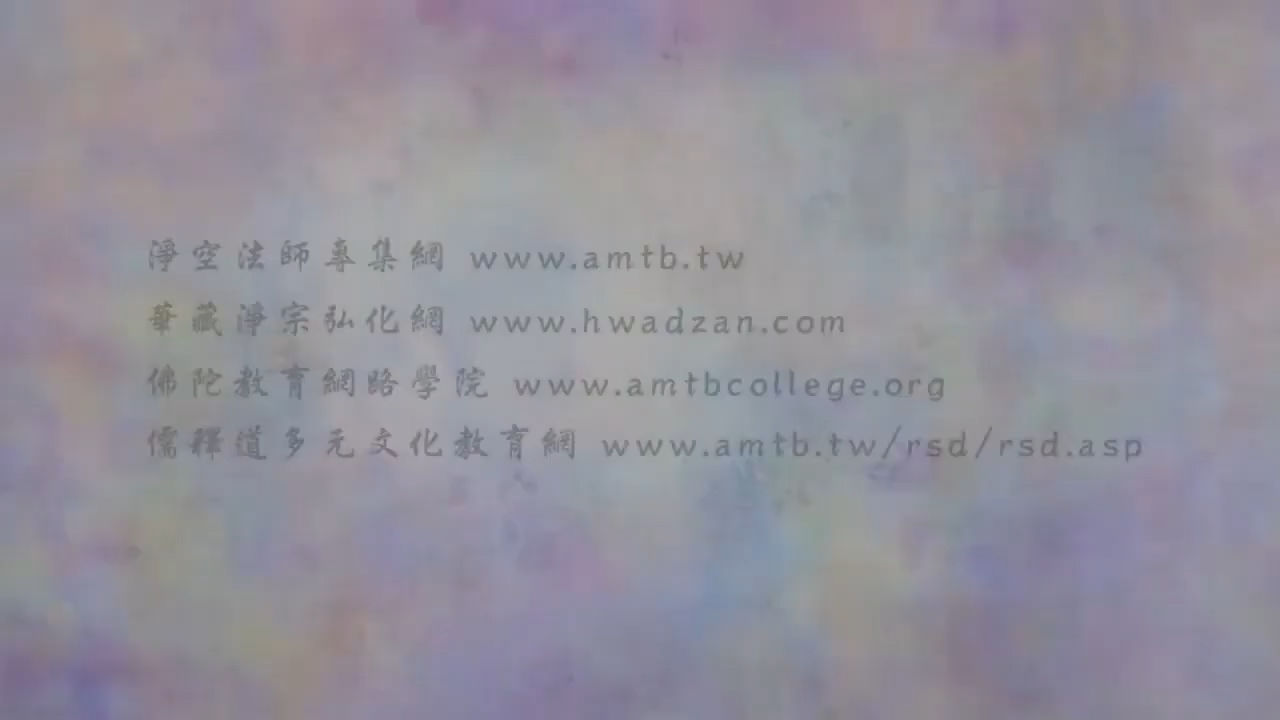 淨空法師專集網 www.amtb.tw
華藏淨宗弘化網 www.hwadzan.com
佛陀教育網路學院 www.amtbcollege.org
儒釋道多元文化教育網 www.amtb.tw/rsd/rsd.asp